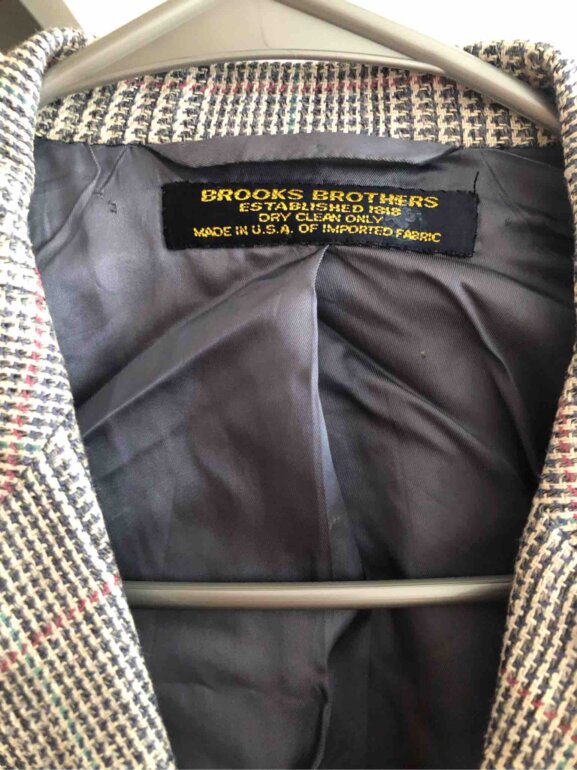 BROOKS BROTHERS
ESTABLISHED 1818
DRY CLEAN ONLY
MADE IN U.S.A. OF IMPORTED FABRIC